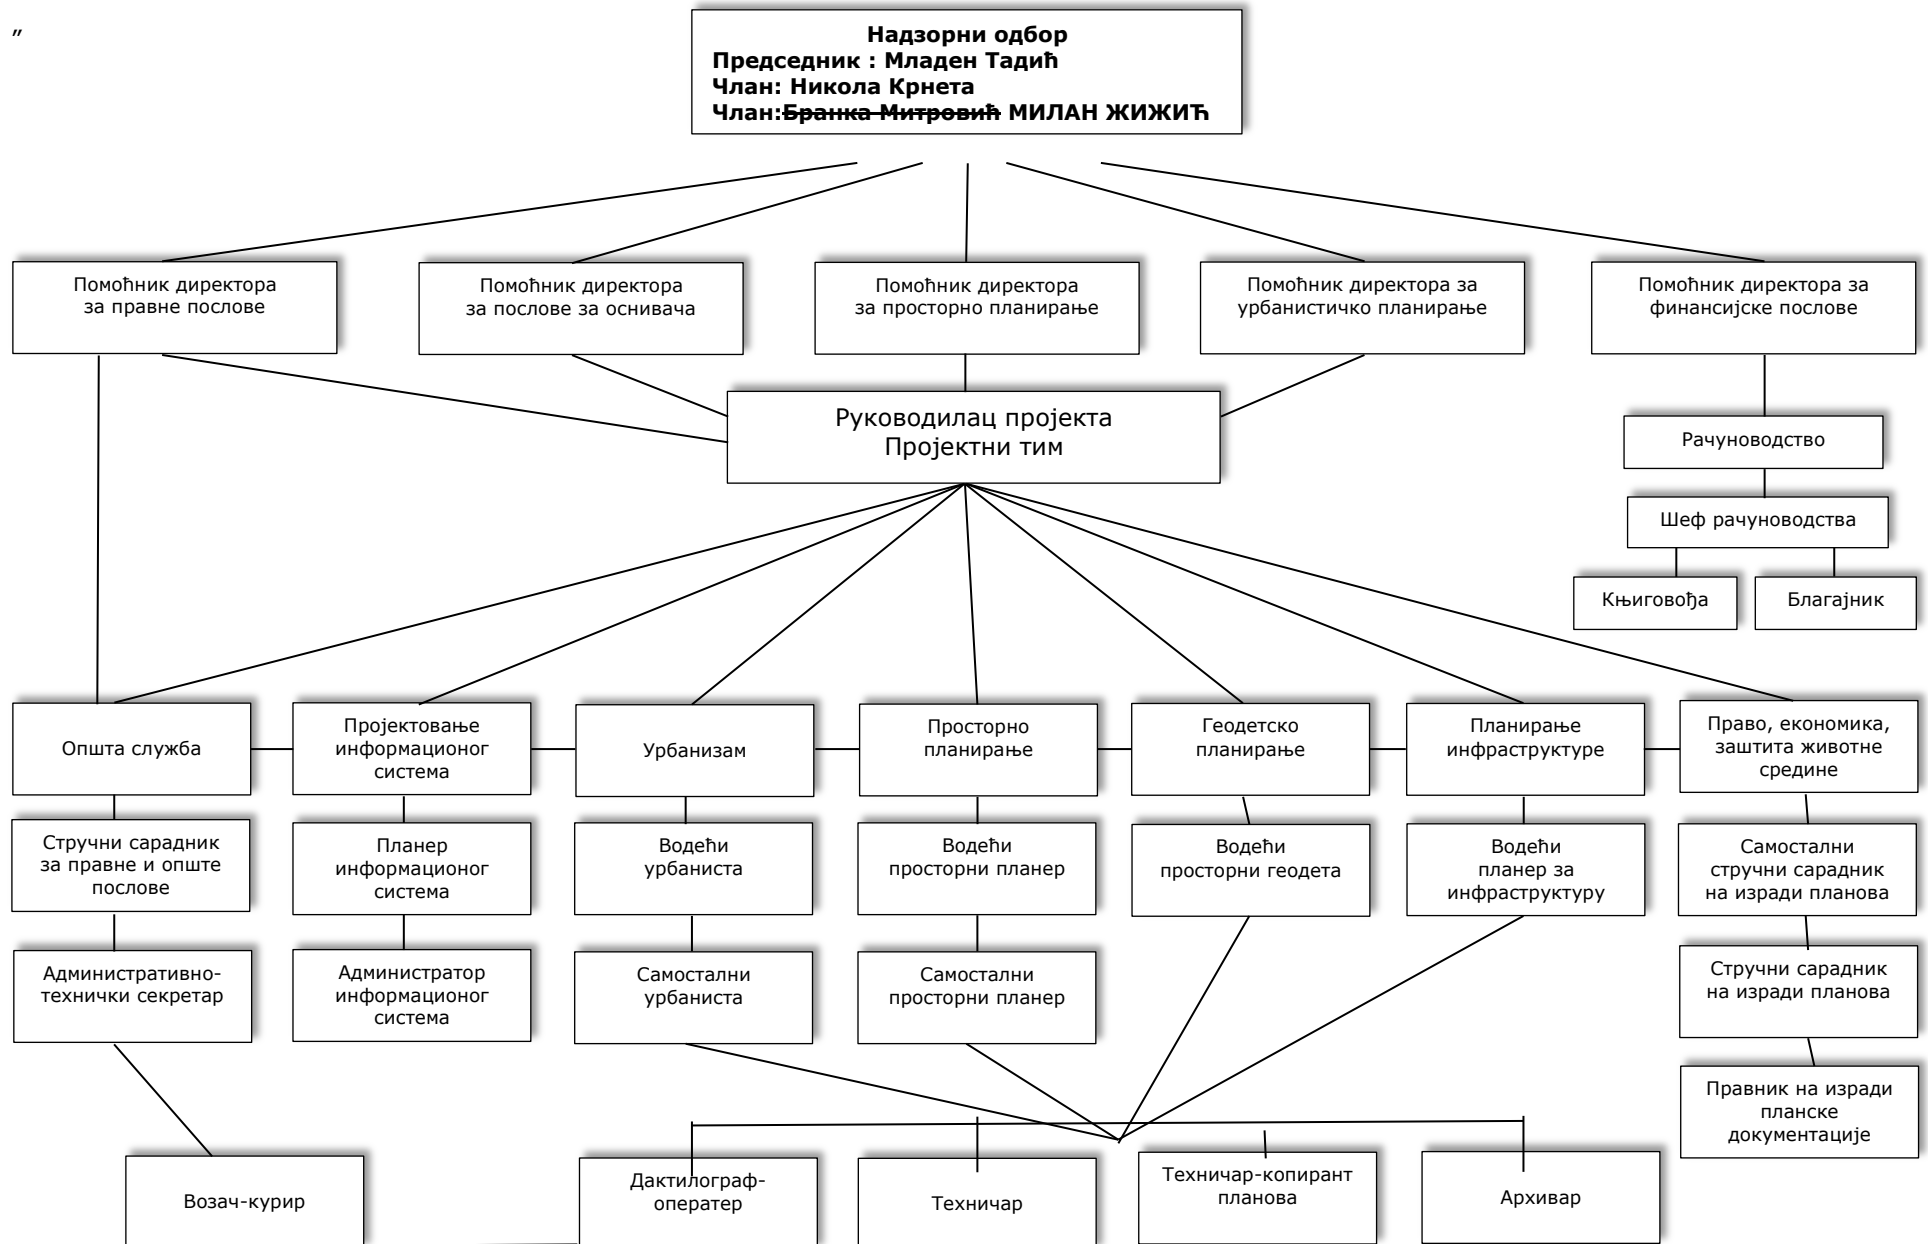 „
Надзорни одбор
Председник : Младен Тадић
Члан: Никола Крнета
Члан:Бранка Митровић МИЛАН ЖИЖИЋ
Помоћник директора
за правне послове
Помоћник директора
за послове за оснивача
Помоћник директора
за просторно планирање
Помоћник директора за
урбанистичко планирање
Помоћник директора за
финансијске послове
Руководилац пројекта
Пројектни тим
Рачуноводство
Шеф рачуноводства
Књиговођа
Благајник
Општа служба
Пројектовање
информационог
система
Урбанизам
Просторно
планирање
Геодетско
планирање
Планирање
инфраструктуре
Право, економика,
заштита животне
средине
Стручни сарадник
за правне и опште
послове
Планер
информационог
система
Водећи
урбаниста
Водећи
просторни планер
Водећи
просторни геодета
Водећи
планер за
инфраструктуру
Самостални
стручни сарадник
на изради планова
Административно-
технички секретар
Администратор
информационог
система
Самостални
урбаниста
Самостални
просторни планер
Стручни сарадник
на изради планова
Правник на изради
планске
документације
Возач-курир
Дактилограф-
оператер
Техничар
Техничар-копирант
планова
Архивар